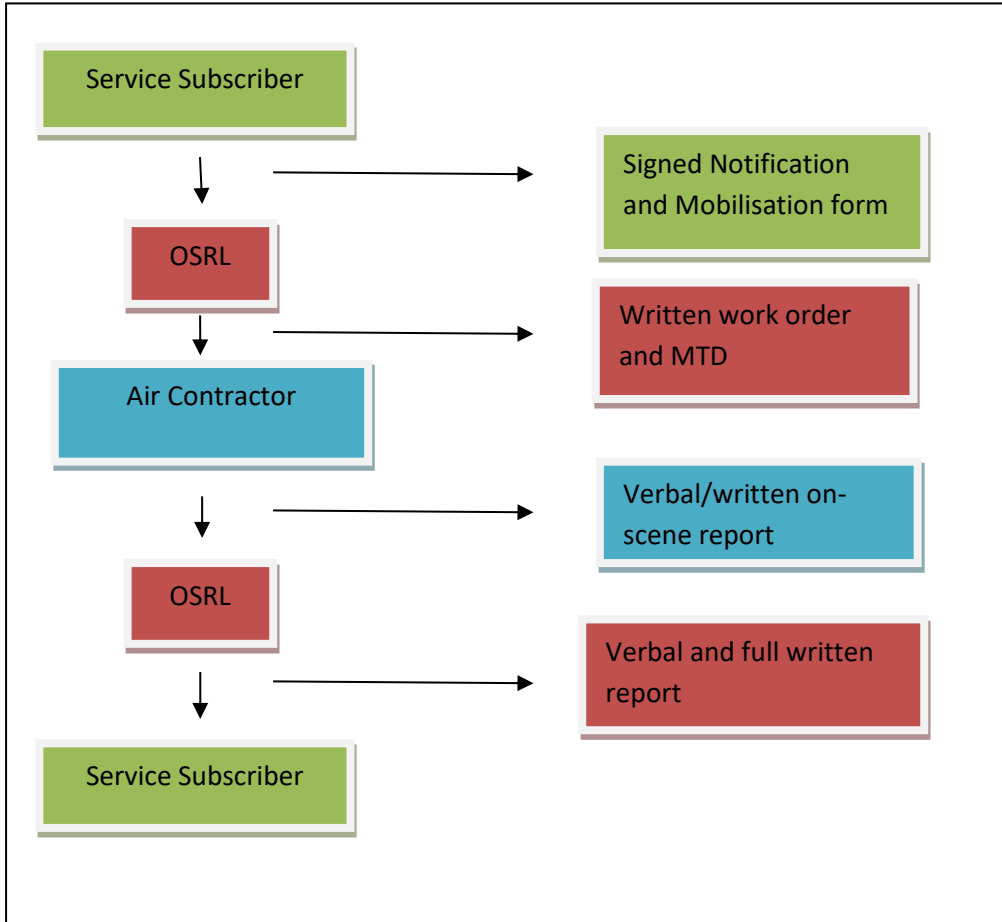 Service Subscriber
Signed Notification
and Mobilisation form
OSRL
Written work order
and MTD
Air Contractor
Verbal/written on-
scene report
OSRL
Verbal and full written
report
Service Subscriber